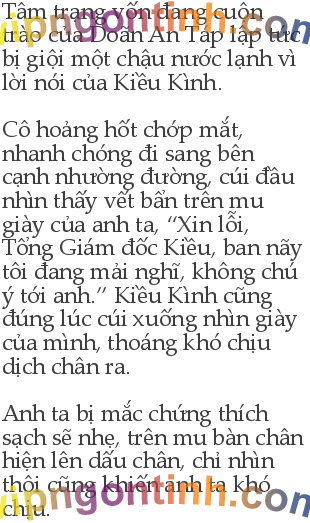 Tâm trạng vốn đang cuộn
trào của Doãn An Táp lập tức
bị giội một chậu nước lạnh vì
lời nói của Kiều Kình.
Cô hoảng hốt chớp mắt,
nhanh chóng đi sang bên
cạnh nhường đường, cúi đầu
nhìn thấy vết bẩn trên mu
giày của anh ta, “Xin lỗi,
Tổng Giám đốc Kiều, ban nãy
tôi đang mải nghĩ, không chú
ý tới anh.” Kiều Kình cũng
đúng lúc cúi xuống nhìn giày
của mình, thoáng khó chịu
dịch chân ra.
Anh ta bị mắc chứng thích
sạch sẽ nhẹ, trên mu bàn chân
hiện lên dấu chân, chỉ nhìn
thôi cũng khiến anh ta khó
chịu.
vipngontinh.com
vipngontinh.com